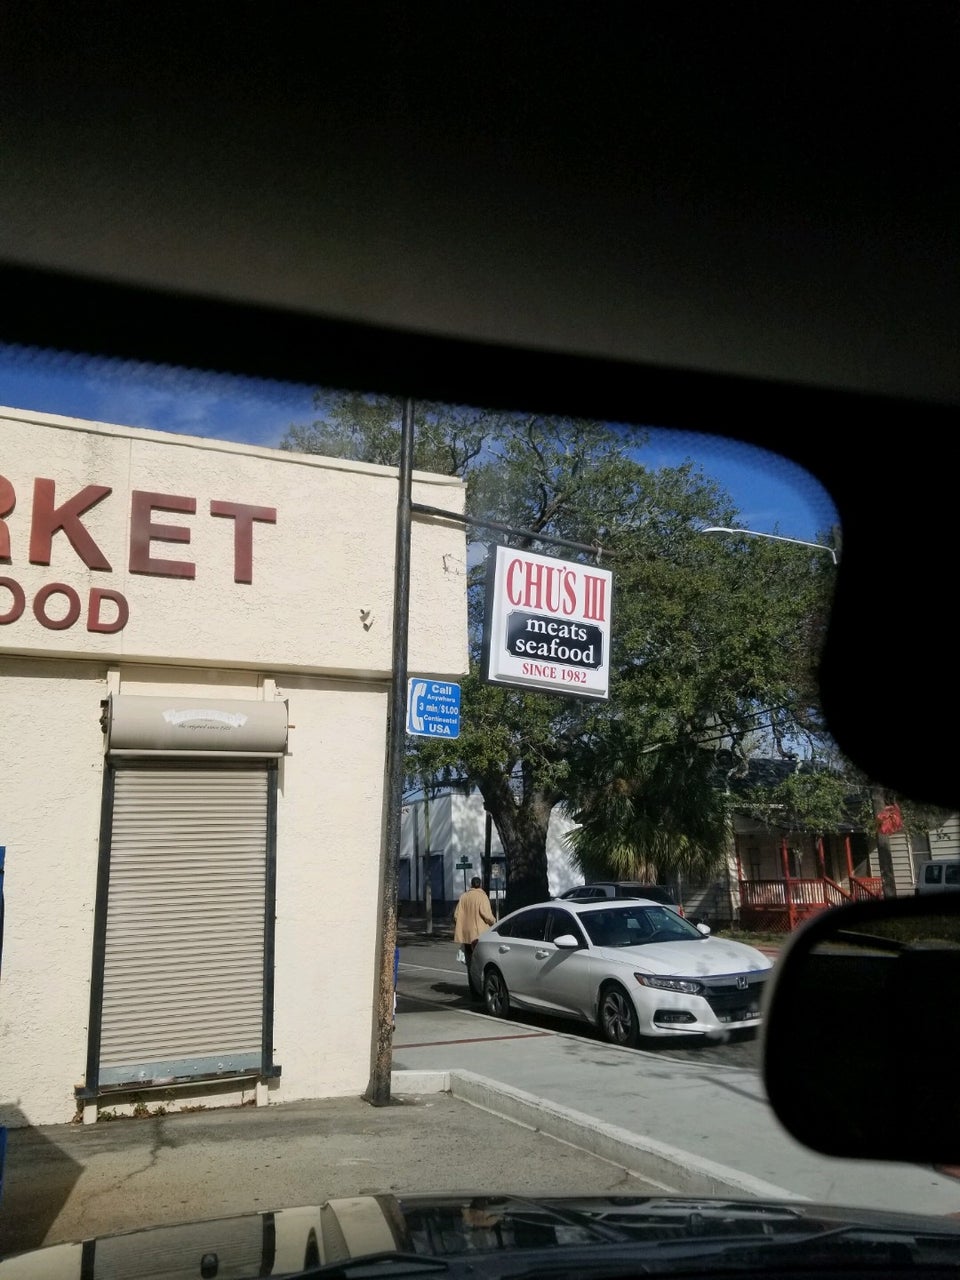 RKET
OOD
CHU'S III
meats
seafood
SINCE 1982
Call
Anywhere
3 min/$1.00
Continental
USA